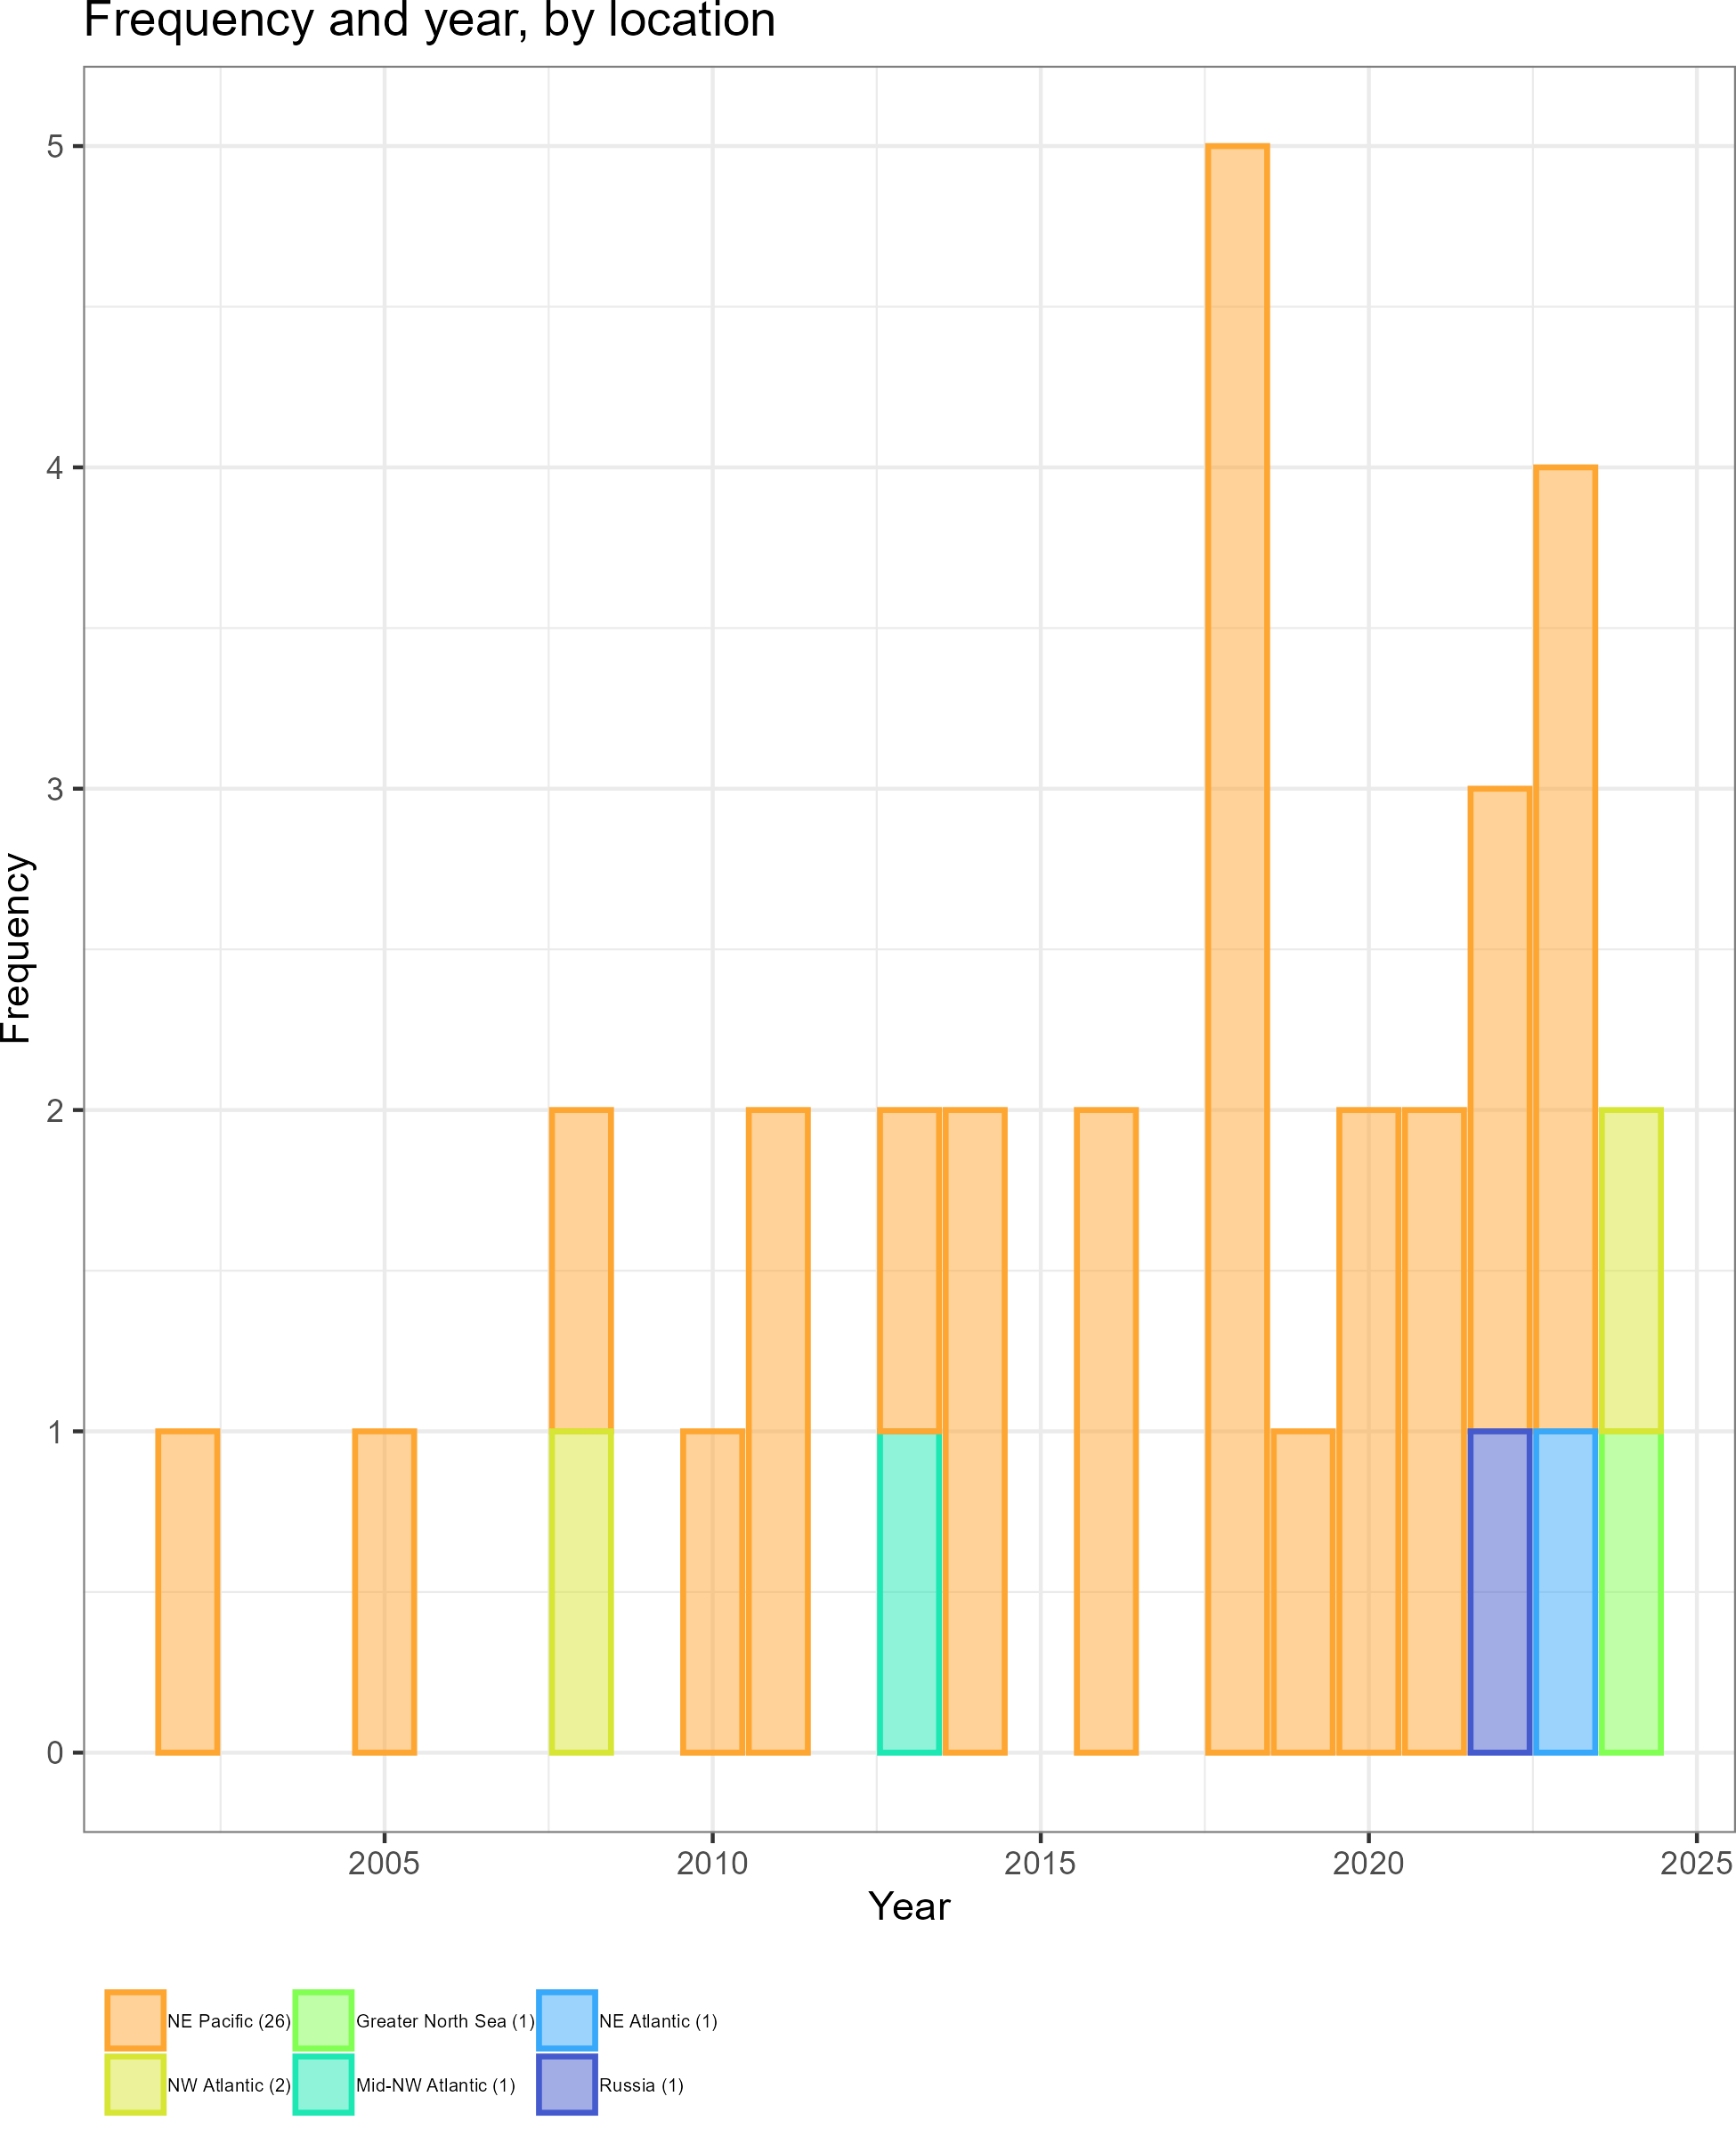 Frequency and year, by location
5
4
3
2
1
0
Frequency
2005 2010 2015 2020 2025
Year
NE Pacific (26) Greater North Sea (1) NE Atlantic (1)
NW Atlantic (2) Mid-NW Atlantic (1) Russia (1)